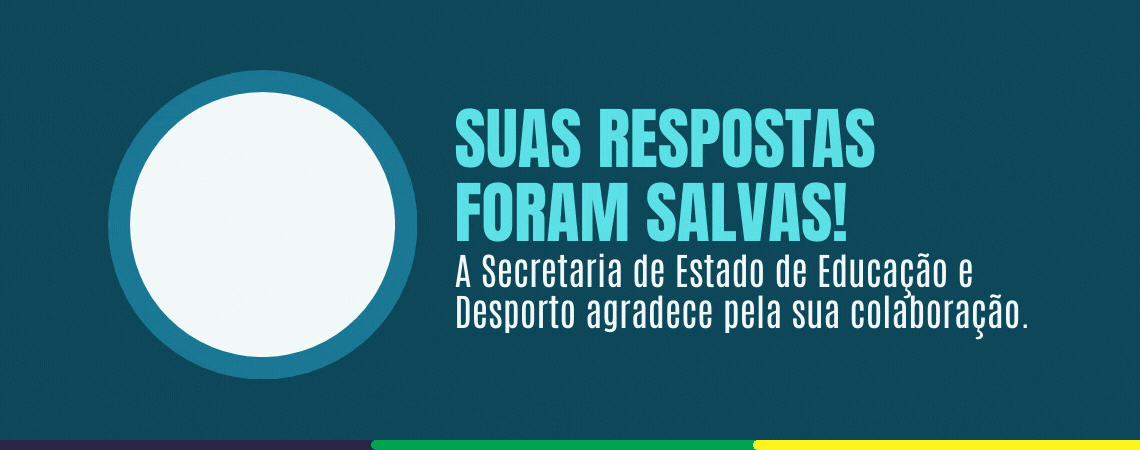 SUAS RESPOSTAS
FORAM SALVAS!
A Secretaria de Estado de Educação e
Desporto agradece pela sua colaboração.